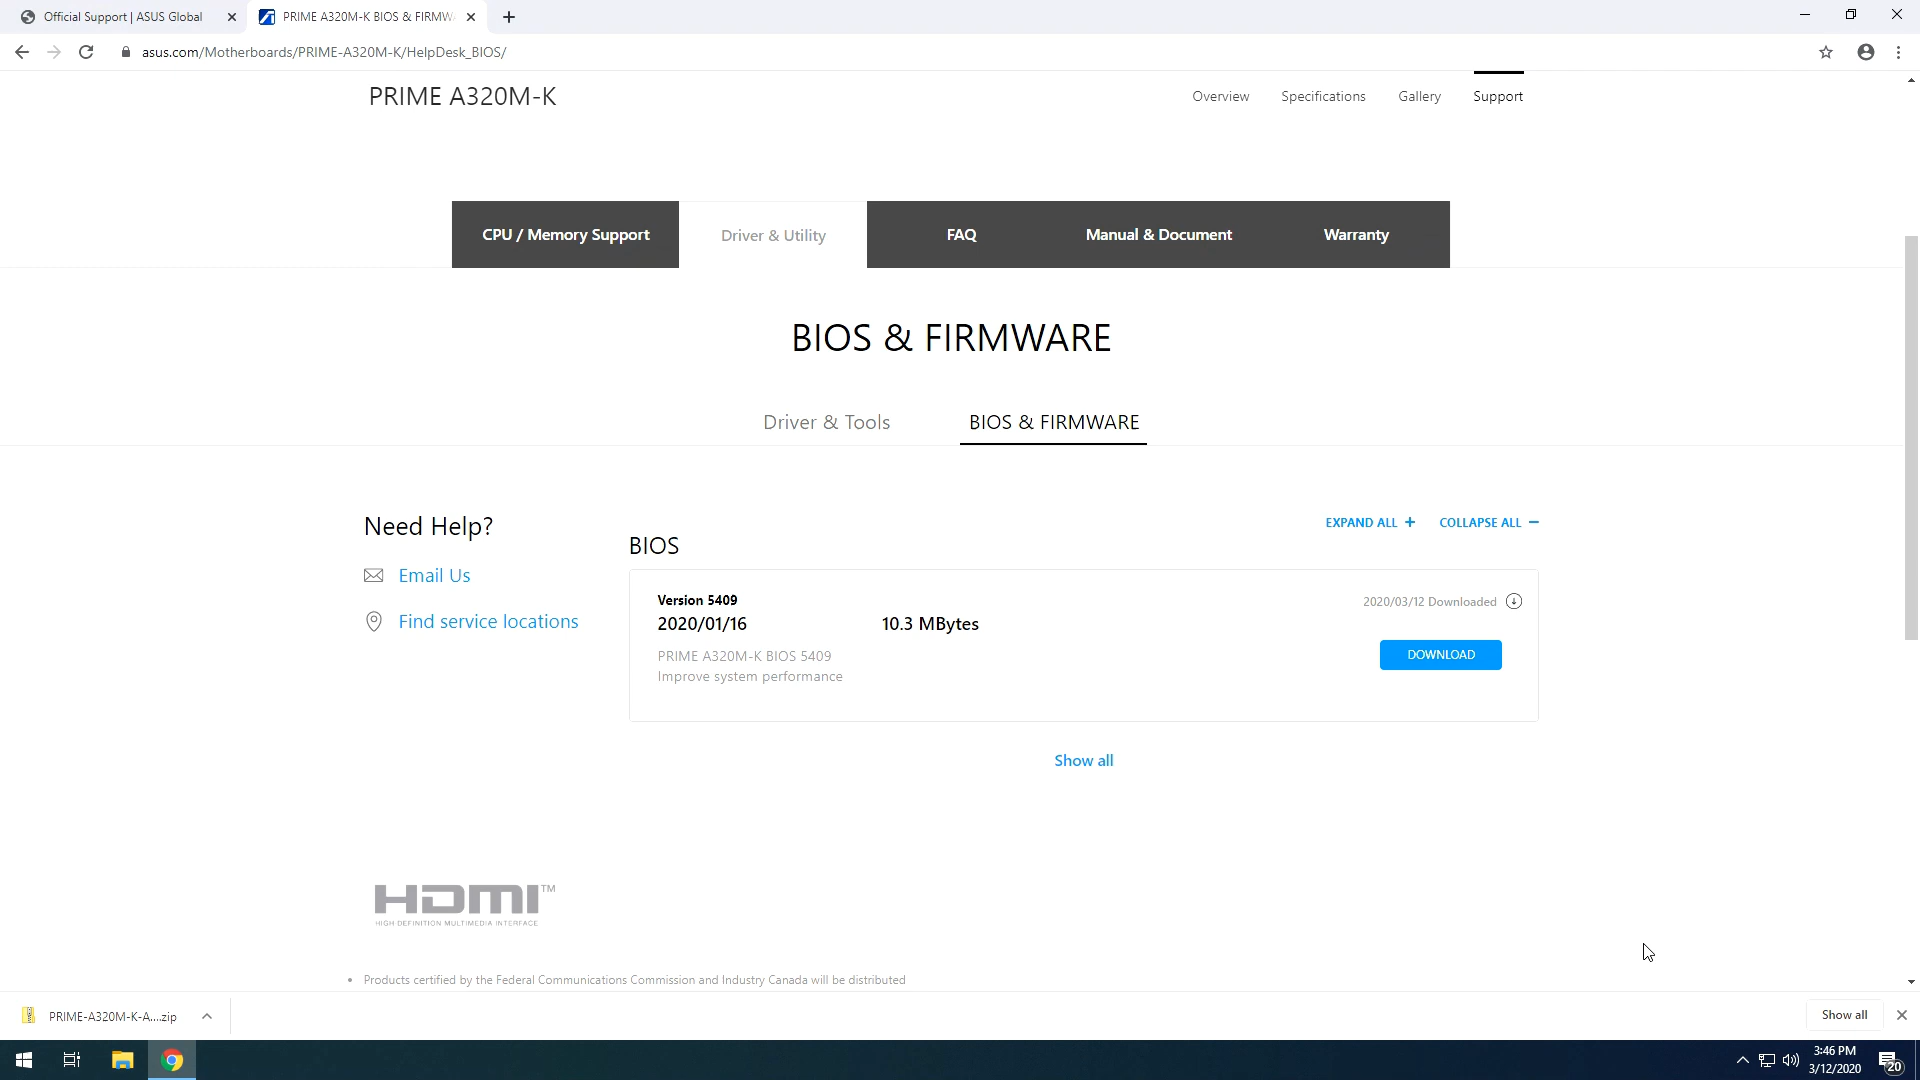 Official Support | ASUS Global
PRIME A320M-K BIOS & FIRMW
asus.com/Motherboards/PRIME-A320M-K/HelpDesk_BIOS/
PRIME A320M-K
Overview
Specifications
Gallery
Support
CPU / Memory Support
Driver & Utility
FAQ
Manual & Document
Warranty
BIOS & FIRMWARE
Driver & Tools
BIOS & FIRMWARE
Need Help?
Email Us
Find service locations
EXPAND ALL +
COLLAPSE ALL −
BIOS
Version 5409
2020/01/16
10.3 MBytes
2020/03/12 Downloaded
PRIME A320M-K BIOS 5409
Improve system performance
DOWNLOAD
Show all
HDMI™
HIGH-DEFINITION MULTIMEDIA INTERFACE
• Products certified by the Federal Communications Commission and Industry Canada will be distributed
PRIME-A320M-K-A....zip
Show all
3:46 PM
3/12/2020
20